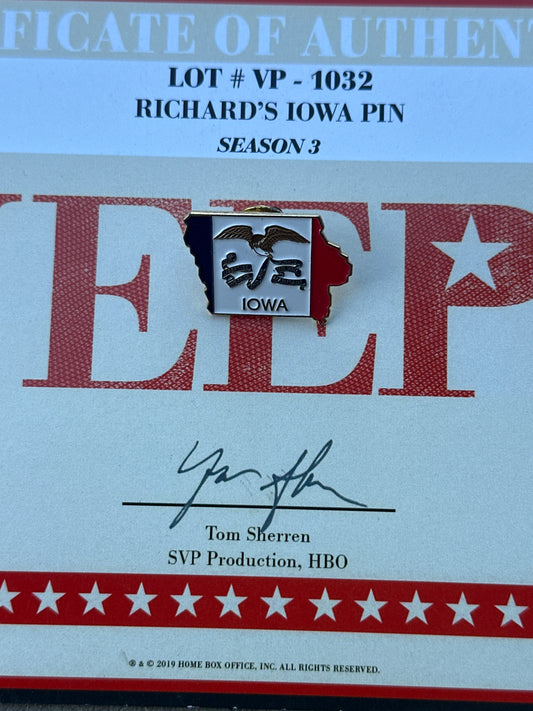 FICATE OF AUTHENT
LOT # VP - 1032
RICHARD'S IOWA PIN
SEASON 3
VEEP
IOWA
Tom Sherren
SVP Production, HBO
® & © 2019 HOME BOX OFFICE, INC. ALL RIGHTS RESERVED.